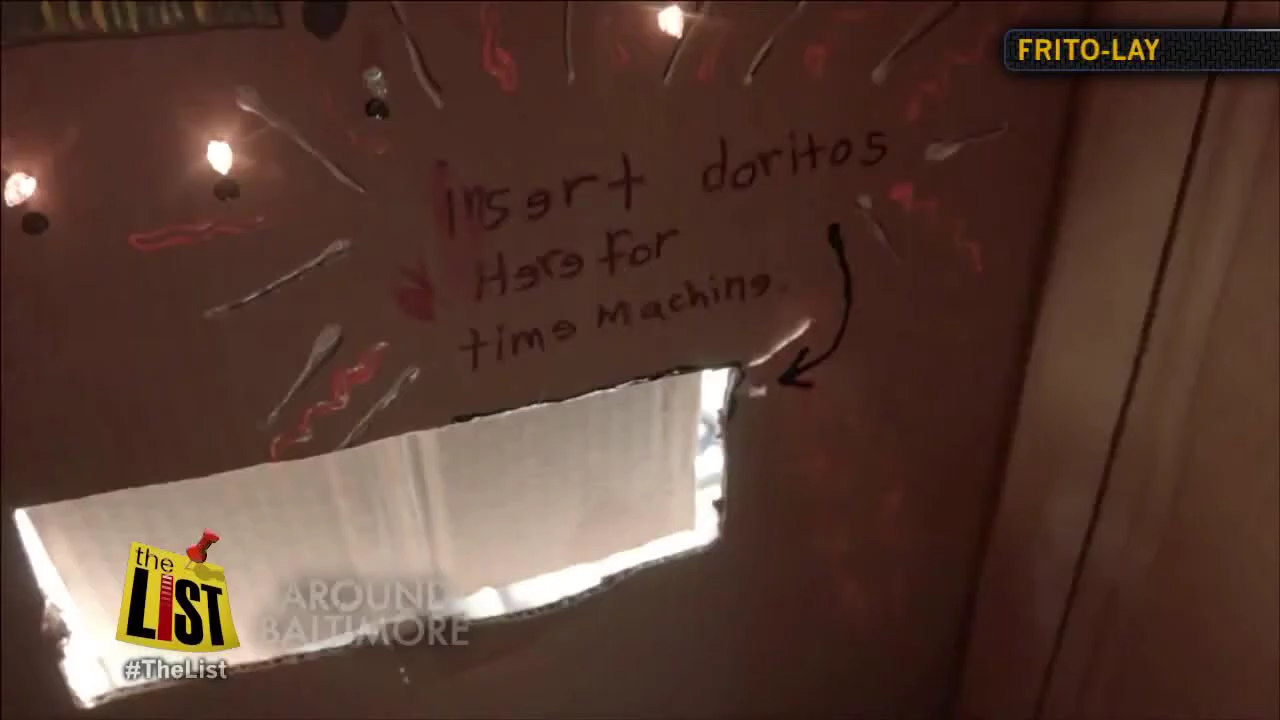 FRITO-LAY
insert doritos
Here for
time Machine.
the
LIST
AROUND
BALTIMORE
#TheList